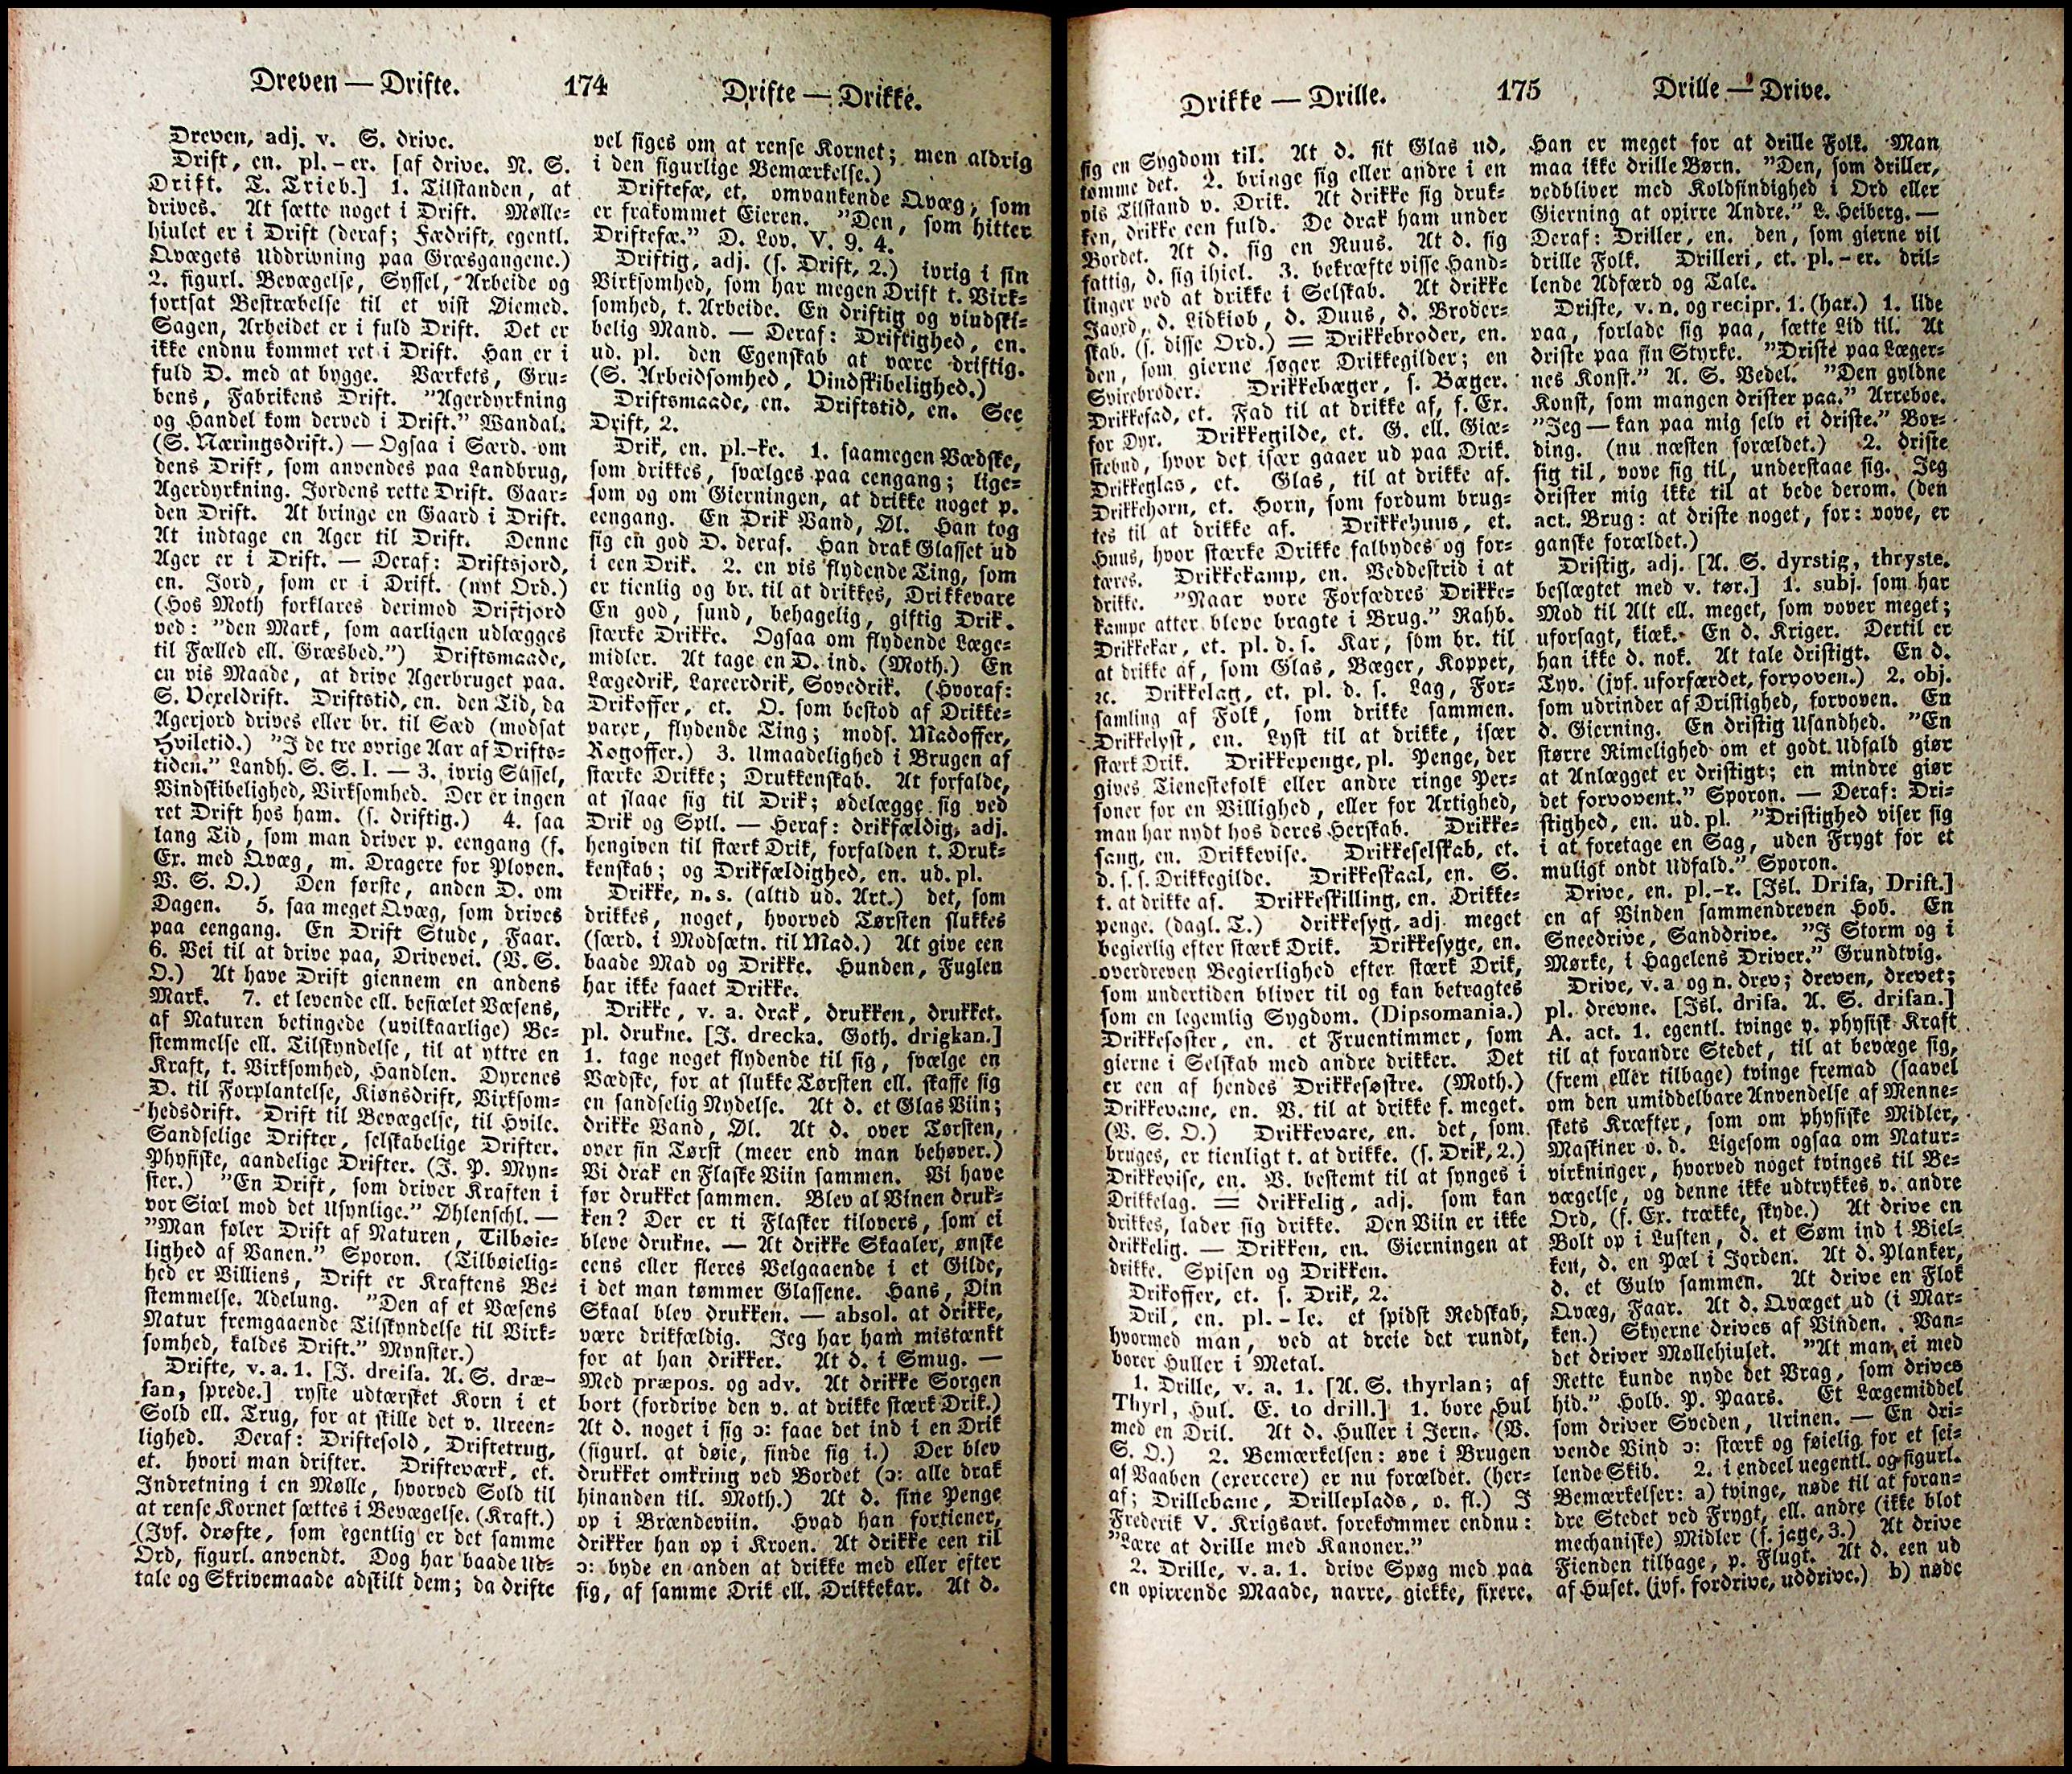 Dreven — Drifte.
174
Drifte — Drikke.
Dreven, adj. v. S. drive.
Drift, en. pl. -er. [af drive. N. S.
Drift. T. Trieb.] 1. Tilstanden, at
drives. At sætte noget i Drift. Mølle-
hiulet er i Drift (deraf; Fædrift, egentl.
Qvægets Uddrivning paa Græsgangene.)
2. figurl. Bevægelse, Syssel, Arbeide og
fortsat Bestræbelse til et vist Øiemed.
Sagen, Arbeidet er i fuld Drift. Det er
ikke endnu kommet ret i Drift. Han er i
fuld D. med at bygge. Værkets, Gru-
bens, Fabrikens Drift. "Agerdyrkning
og Handel kom derved i Drift." Wandal.
(S. Næringsdrift.) — Ogsaa i Særd. om
dens Drift, som anvendes paa Landbrug,
Agerdyrkning. Jordens rette Drift. Gaar-
den Drift. At bringe en Gaard i Drift.
At indtage en Ager til Drift. Denne
Ager er i Drift. — Deraf: Driftsjord,
en. Jord, som er i Drift. (nyt Ord.)
(Hos Moth forklares derimod Driftjord
ved: "den Mark, som aarligen udlægges
til Fælled ell. Græsbed.") Driftsmaade,
en vis Maade, at drive Agerbruget paa.
S. Vexeldrift. Driftstid, en. den Tid, da
Agerjord drives eller br. til Sæd (modsat
Hviletid.) "I de tre øvrige Aar af Drifts-
tiden." Landh. S. S. I. — 3. ivrig Süssel,
Vindskibelighed, Virksomhed. Der er ingen
ret Drift hos ham. (s. driftig.) 4. saa
lang Tid, som man driver p. eengang (f.
Ex. med Qvæg, m. Dragere for Ploven.
V. S. O.) Den første, anden D. om
Dagen. 5. saa meget Qvæg, som drives
paa eengang. En Drift Stude, Faar.
6. Vei til at drive paa, Drivevei. (V. S.
O.) At have Drift giennem en andens
Mark. 7. et levende ell. besiælet Væsens,
af Naturen betingede (uvilkaarlige) Be-
stemmelse ell. Tilskyndelse, til at yttre en
Kraft, t. Virksomhed, Handlen. Dyrenes
D. til Forplantelse, Kiønsdrift, Virksom-
hedsdrift. Drift til Bevægelse, til Hvile.
Sandselige Drifter, selskabelige Drifter.
Physiske, aandelige Drifter. (J. P. Myn-
ster.) "En Drift, som driver Kraften i
vor Siæl mod det Usynlige." Øhlenschl. —
"Man føler Drift af Naturen, Tilbøie-
lighed af Vanen." Sporon. (Tilbøielig-
hed er Villiens, Drift er Kraftens Be-
stemmelse. Adelung. "Den af et Væsens
Natur fremgaaende Tilskyndelse til Virk-
somhed, kaldes Drift." Mynster.)
Drifte, v. a. 1. [J. dreifa. A. S. dræ-
fan, sprede.] ryste udtærsket Korn i et
Sold ell. Trug, for at skille det v. Ureen-
lighed. Deraf: Driftesold, Driftetrug,
et. hvori man drifter. Drifteværk, et.
Indretning i en Mølle, hvorved Sold til
at rense Kornet sættes i Bevægelse. (Kraft.)
(Jvf. drøfte, som egentlig er det samme
Ord, figurl. anvendt. Dog har baade Ud-
tale og Skrivemaade adskilt dem; da drifte
vel siges om at rense Kornet; men aldrig
i den figurlige Bemærkelse.)
Driftefæ, et. omvankende Qvæg, som
er frakommet Eieren. "Den, som hitter
Driftefæ." D. Lov. V. 9. 4.
Driftig, adj. (s. Drift, 2.) ivrig i sin
Virksomhed, som har megen Drift t. Virk-
somhed, t. Arbeide. En driftig og vindski-
belig Mand. — Deraf: Driftighed, en.
ud. pl. den Egenskab at være driftig.
(S. Arbeidsomhed, Vindskibelighed.)
Driftsmaade, en. Driftstid, en. See
Drift, 2.
Drik, en. pl.-ke. 1. saamegen Vædske,
som drikkes, svælges paa eengang; lige-
som og om Gierningen, at drikke noget p.
eengang. En Drik Vand, Øl. Han tog
sig en god D. deraf. Han drak Glasset ud
i een Drik. 2. en vis flydende Ting, som
er tienlig og br. til at drikkes, Drikkevare
En god, sund, behagelig, giftig Drik.
stærke Drikke. Ogsaa om flydende Læge-
midler. At tage en D. ind. (Moth.) En
Lægedrik, Laxeerdrik, Sovedrik. (Hvoraf:
Drikoffer, et. O. som bestod af Drikke-
varer, flydende Ting; mods. Madoffer,
Rogoffer.) 3. Umaadelighed i Brugen af
stærke Drikke; Drukkenskab. At forfalde,
at slaae sig til Drik; ødelægge sig ved
Drik og Spll. — Heraf: drikfældig, adj.
hengiven til stærk Drik, forfalden t. Druk-
kenskab; og Drikfældighed, en. ud. pl.
Drikke, n. s. (altid ud. Art.) det, som
drikkes, noget, hvorved Tørsten slukkes
(særd. i Modsætn. til Mad.) At give een
baade Mad og Drikke. Hunden, Fuglen
har ikke faaet Drikke.
Drikke, v. a. drak, drukken, drukket.
pl. drukne. [J. drecka. Goth. drigkan.]
1. tage noget flydende til sig, svælge en
Vædske, for at slukke Tørsten ell. skaffe sig
en sandselig Nydelse. At d. et Glas Viin;
drikke Vand, Øl. At d. over Tørsten,
over sin Tørst (meer end man behøver.)
Vi drak en Flaske Viin sammen. Vi have
før drukket sammen. Blev al Vinen druk-
ken? Der er ti Flasker tilovers, som ei
bleve drukne. — At drikke Skaaler, ønske
eens eller fleres Velgaaende i et Gilde,
i det man tømmer Glassene. Hans, Din
Skaal blev drukken. — absol. at drikke,
være drikfældig. Jeg har ham mistænkt
for at han drikker. At d. i Smug. —
Med præpos. og adv. At drikke Sorgen
bort (fordrive den v. at drikke stærk Drik.)
At d. noget i sig ɔ: faae det ind i en Drik
(figurl. at døie, finde sig i.) Der blev
drukket omkring ved Bordet (ɔ: alle drak
hinanden til. Moth.) At d. sine Penge
op i Brændeviin. Hvad han fortiener,
drikker han op i Kroen. At drikke een til
ɔ: byde en anden at drikke med eller efter
sig, af samme Drik ell. Drikkekar. At d.
Drikke — Drille.
175
Drille — Drive.
sig en Sygdom til. At d. sit Glas ud,
tømme det. 2. bringe sig eller andre i en
vis Tilstand v. Drik. At drikke sig druk-
ken, drikke een fuld. De drak ham under
Bordet. At d. sig en Ruus. At d. sig
fattig, d. sig ihiel. 3. bekræfte visse Hand-
linger ved at drikke i Selskab. At drikke
Jaord, d. Lidkiøb, d. Duus, d. Broder-
skab. (s. disse Ord.) = Drikkebroder, en.
den, som gierne søger Drikkegilder; en
Svirebroder. Drikkebæger, s. Bæger.
Drikkefad, et. Fad til at drikke af, f. Ex.
for Dyr. Drikkegilde, et. G. ell. Giæ-
stebud, hvor det især gaaer ud paa Drik.
Drikkeglas, et. Glas, til at drikke af.
Drikkehorn, et. Horn, som fordum brug-
tes til at drikke af. Drikkehuus, et.
Huus, hvor stærke Drikke falbydes og for-
tæres. Drikkekamp, en. Veddestrid i at
drikke. "Naar vore Forfædres Drikke-
kampe atter bleve bragte i Brug." Rahb.
Drikkekar, et. pl. d. s. Kar, som br. til
at drikke af, som Glas, Bæger, Kopper,
ꝛc. Drikkelag, et. pl. d. s. Lag, For-
samling af Folk, som drikke sammen.
Drikkelyst, en. Lyst til at drikke, især
stærk Drik. Drikkepenge, pl. Penge, der
gives Tienestefolk eller andre ringe Per-
soner for en Villighed, eller for Artighed,
man har nydt hos deres Herskab. Drikke-
sang, en. Drikkevise. Drikkeselskab, et.
d. s. s. Drikkegilde. Drikkeskaal, en. S.
t. at drikke af. Drikkeskilling, en. Drikke-
penge. (dagl. T.) drikkesyg, adj. meget
begierlig efter stærk Drik. Drikkesyge, en.
overdreven Begierlighed efter stærk Drik,
som undertiden bliver til og kan betragtes
som en legemlig Sygdom. (Dipsomania.)
Drikkesøster, en. et Fruentimmer, som
gierne i Selskab med andre drikker. Det
er een af hendes Drikkesøstre. (Moth.)
Drikkevane, en. V. til at drikke f. meget.
(V. S. O.) Drikkevare, en. det, som
bruges, er tienligt t. at drikke. (s. Drik, 2.)
Drikkevise, en. V. bestemt til at synges i
Drikkelag. = drikkelig, adj. som kan
drikkes, lader sig drikke. Den Viin er ikke
drikkelig. — Drikken, en. Gierningen at
drikke. Spisen og Drikken.
Drikoffer, et. s. Drik, 2.
Dril, en. pl. -le. et spidst Redskab,
hvormed man, ved at dreie det rundt,
borer Huller i Metal.
1. Drille, v. a. 1. [A. S. thyrlan; af
Thyrl, Hul. E. to drill.] 1. bore Hul
med en Dril. At d. Huller i Jern. (V.
S. O.) 2. Bemærkelsen: øve i Brugen
af Vaaben (exercere) er nu forældet. (her-
af; Drillebane, Drilleplads, o. fl.) I
Frederik V. Krigsart. forekommer endnu:
"Lære at drille med Kanoner."
2. Drille, v. a. 1. drive Spøg med paa
en opirrende Maade, narre, giekke, fixere.
Han er meget for at drille Folk. Man
maa ikke drille Børn. "Den, som driller,
vedbliver med Koldsindighed i Ord eller
Gierning at opirre Andre." L. Heiberg. —
Deraf: Driller, en. den, som gierne vil
drille Folk. Drilleri, et. pl. -er. dril-
lende Adfærd og Tale.
Driste, v. n. og recipr. 1. (har.) 1. lide
paa, forlade sig paa, sætte Lid til. At
driste paa sin Styrke. "Driste paa Læger-
nes Konst." A. S. Vedel. "Den gyldne
Konst, som mangen drister paa." Arreboe.
"Jeg — kan paa mig selv ei driste." Bor-
ding. (nu næsten forældet.) 2. driste
sig til, vove sig til, understaae sig. Jeg
drister mig ikke til at bede derom. (den
act. Brug: at driste noget, for: vove, er
ganske forældet.)
Dristig, adj. [A. S. dyrstig, thryste.
beslægtet med v. tør.] 1. subj. som har
Mod til Alt ell. meget, som vover meget;
uforsagt, kiæk. En d. Kriger. Dertil er
han ikke d. nok. At tale dristigt. En d.
Tyv. (jvf. uforfærdet, forvoven.) 2. obj.
som udrinder af Dristighed, forvoven. En
d. Gierning. En dristig Usandhed. "En
større Rimelighed om et godt Udfald giør
at Anlægget er dristigt; en mindre giør
det forvovent." Sporon. — Deraf: Dri-
stighed, en. ud. pl. "Dristighed viser sig
i at foretage en Sag, uden Frygt for et
muligt ondt Udfald." Sporon.
Drive, en. pl.-r. [Isl. Drifa, Drift.]
en af Vinden sammendreven Hob. En
Sneedrive, Sanddrive. "I Storm og i
Mørke, i Hagelens Driver." Grundtvig.
Drive, v. a. og n. drev; dreven, drevet;
pl. drevne. [Isl. drifa. A. S. drifan.]
A. act. 1. egentl. tvinge v. physisk Kraft
til at forandre Stedet, til at bevæge sig,
(frem eller tilbage) tvinge fremad (saavel
om den umiddelbare Anvendelse af Menne-
skets Kræfter, som om physiske Midler,
Maskiner o. d. Ligesom ogsaa om Natur-
virkninger, hvorved noget tvinges til Be-
vægelse, og denne ikke udtrykkes v. andre
Ord, (f. Ex. trække, skyde.) At drive en
Bolt op i Luften, d. et Søm ind i Biel-
ken, d. en Pæl i Jorden. At d. Planker,
d. et Gulv sammen. At drive en Flok
Qvæg, Faar. At d. Qvæget ud (i Mar-
ken.) Skyerne drives af Vinden. Van-
det driver Møllehiulet. "At man ei med
Rette kunde nyde det Vrag, som drives
hid." Holb. P. Paars. Et Lægemiddel
som driver Sveden, Urinen. — En dri-
vende Vind ɔ: stærk og føielig for et sei-
lende Skib. 2. i endeel uegentl. og figurl.
Bemærkelser: a) tvinge, nøde til at foran-
dre Stedet ved Frygt, ell. andre (ikke blot
mechaniske) Midler (s. jage, 3.) At drive
Fienden tilbage, p. Flugt. At d. een ud
af Huset. (jvf. fordrive, uddrive.) b) nøde